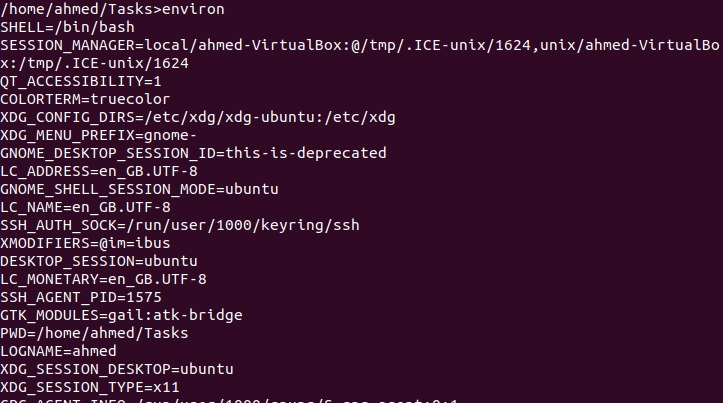 /home/ahmed/Tasks>environ
SHELL=/bin/bash
SESSION_MANAGER=local/ahmed-VirtualBox:@/tmp/.ICE-unix/1624,unix/ahmed-VirtualBo
x:/tmp/.ICE-unix/1624
QT_ACCESSIBILITY=1
COLORTERM=truecolor
XDG_CONFIG_DIRS=/etc/xdg/xdg-ubuntu:/etc/xdg
XDG_MENU_PREFIX=gnome-
GNOME_DESKTOP_SESSION_ID=this-is-deprecated
LC_ADDRESS=en_GB.UTF-8
GNOME_SHELL_SESSION_MODE=ubuntu
LC_NAME=en_GB.UTF-8
SSH_AUTH_SOCK=/run/user/1000/keyring/ssh
XMODIFIERS=@im=ibus
DESKTOP_SESSION=ubuntu
LC_MONETARY=en_GB.UTF-8
SSH_AGENT_PID=1575
GTK_MODULES=gail:atk-bridge
PWD=/home/ahmed/Tasks
LOGNAME=ahmed
XDG_SESSION_DESKTOP=ubuntu
XDG_SESSION_TYPE=x11